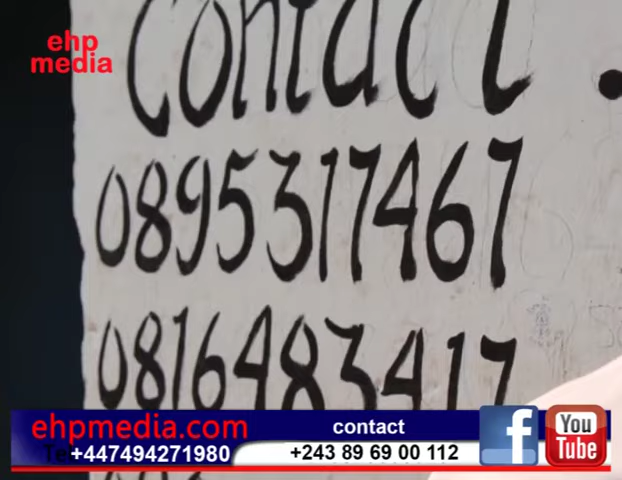 ehp
media
Contact.
0895317467
0816483417
ehpmedia.com
contact
+447494271980
+243 89 69 00 112
f
You
Tube